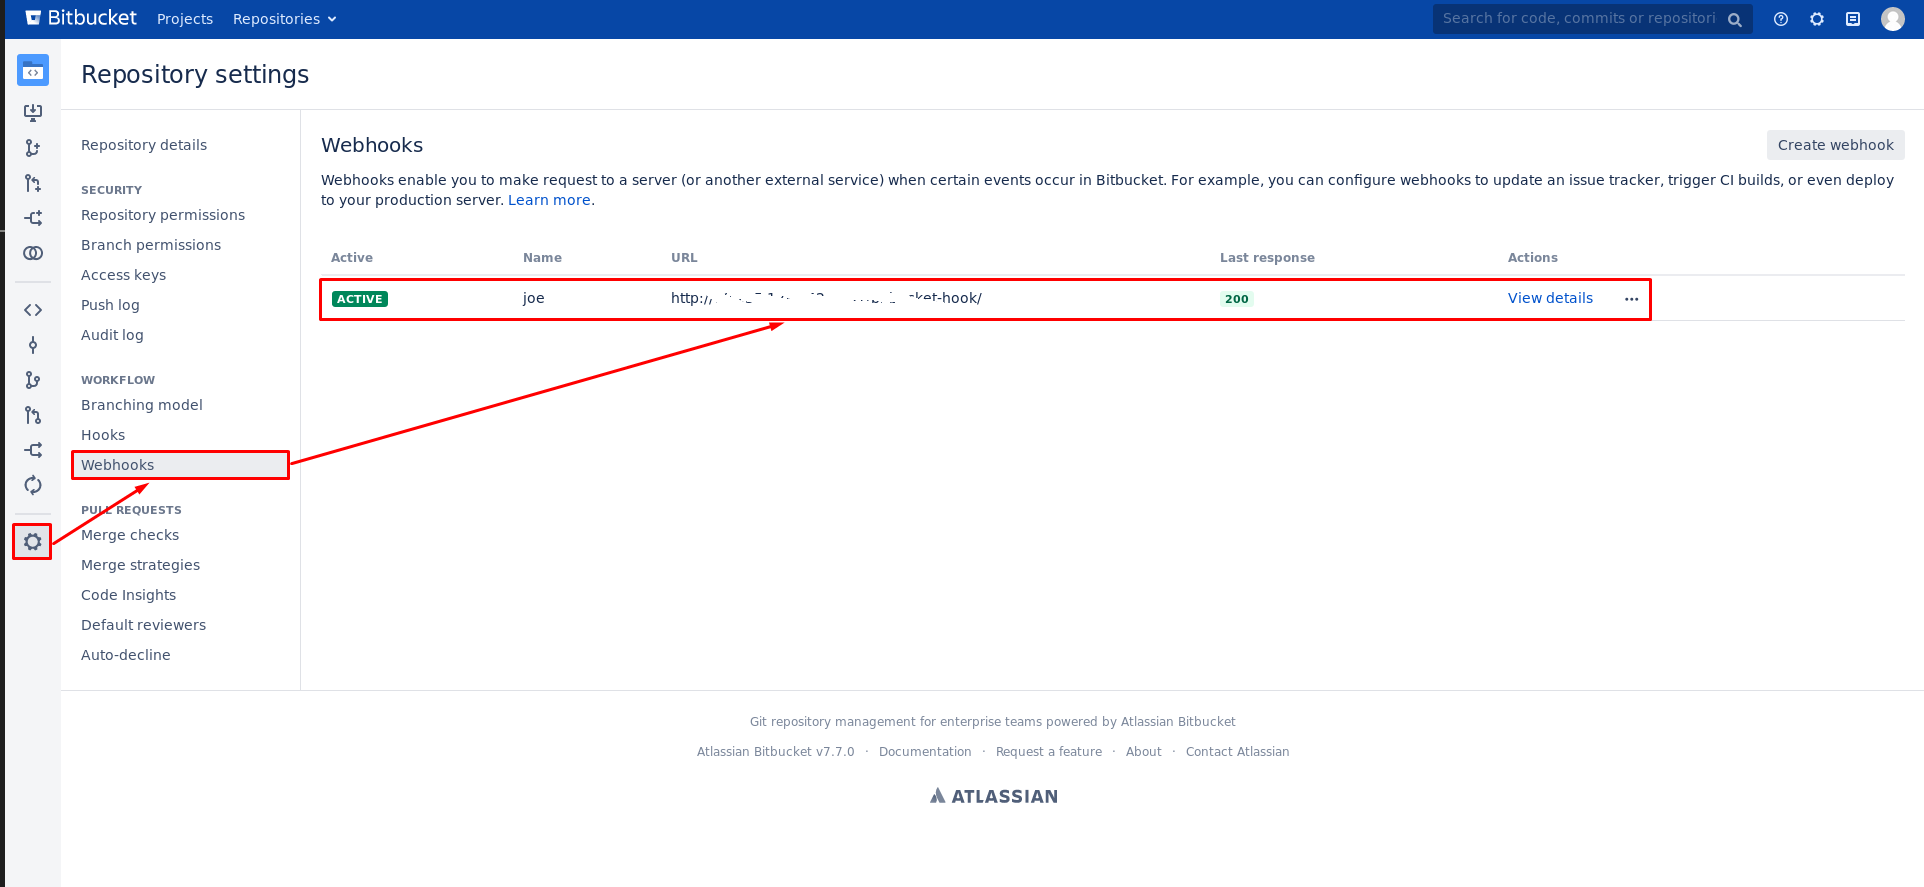 Bitbucket Projects Repositories Search for code, commits or repositori
Repository settings
Repository details
SECURITY
Repository permissions
Branch permissions
Access keys
Push log
Audit log
WORKFLOW
Branching model
Hooks
Webhooks
PULL REQUESTS
Merge checks
Merge strategies
Code Insights
Default reviewers
Auto-decline
Webhooks
Create webhook
Webhooks enable you to make request to a server (or another external service) when certain events occur in Bitbucket. For example, you can configure webhooks to update an issue tracker, trigger CI builds, or even deploy
to your production server. Learn more.
Active Name URL Last response Actions
ACTIVE joe http:/ -hook/ 200 View details ...
Git repository management for enterprise teams powered by Atlassian Bitbucket
Atlassian Bitbucket v7.7.0 · Documentation · Request a feature · About · Contact Atlassian
ATLASSIAN